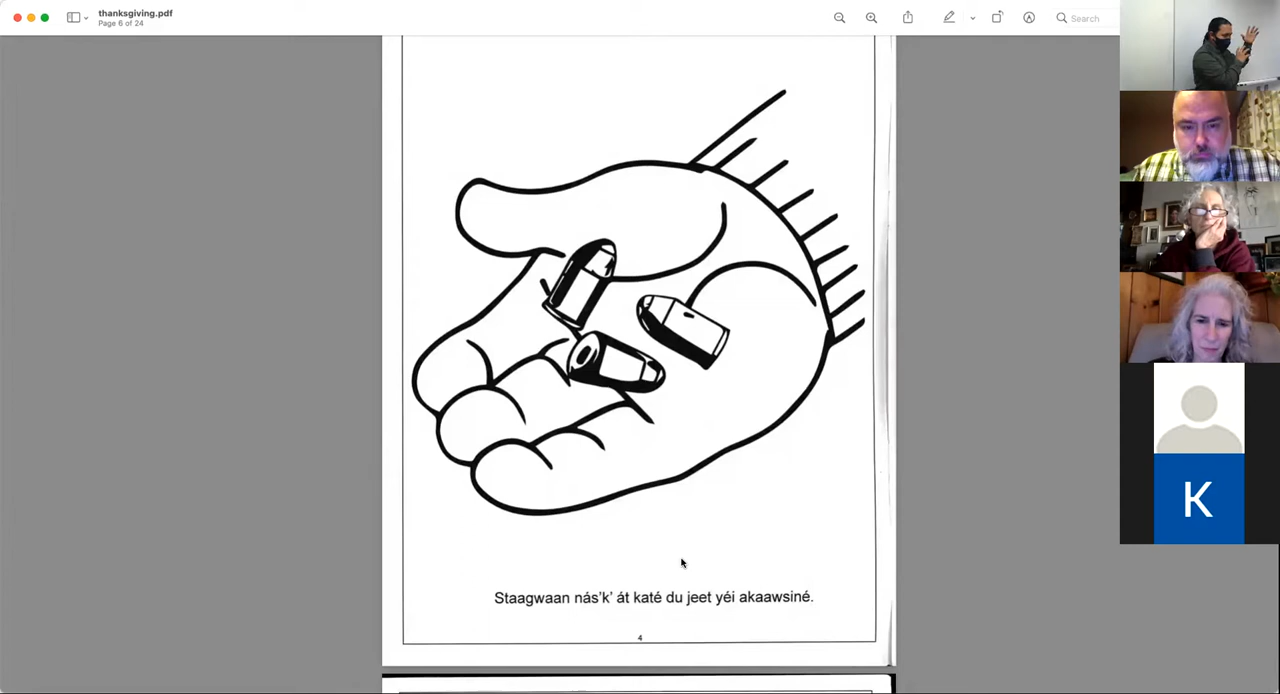 thanksgiving.pdf
Page 6 of 24
Search
Staagwaan nás’k’ át katé du jeet yéi akaawsiné.
4
K